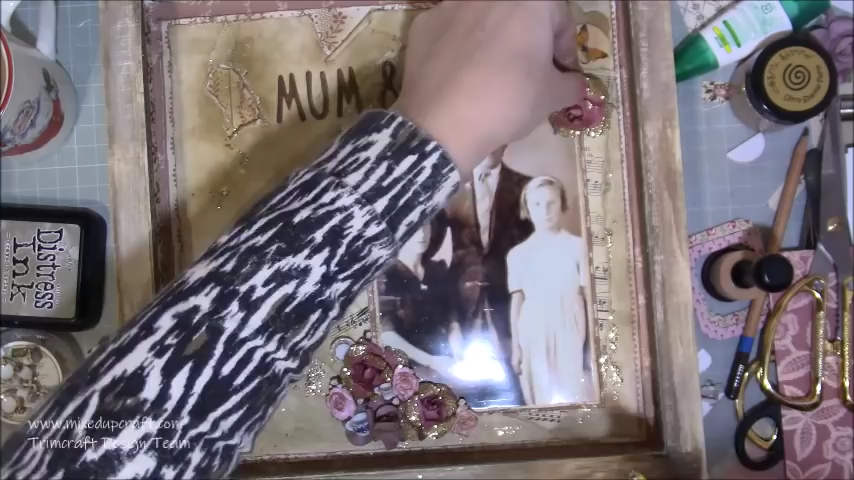 MUM &
Distress
Ink
www.mikedupcraft.com
Trimcraft Design Team